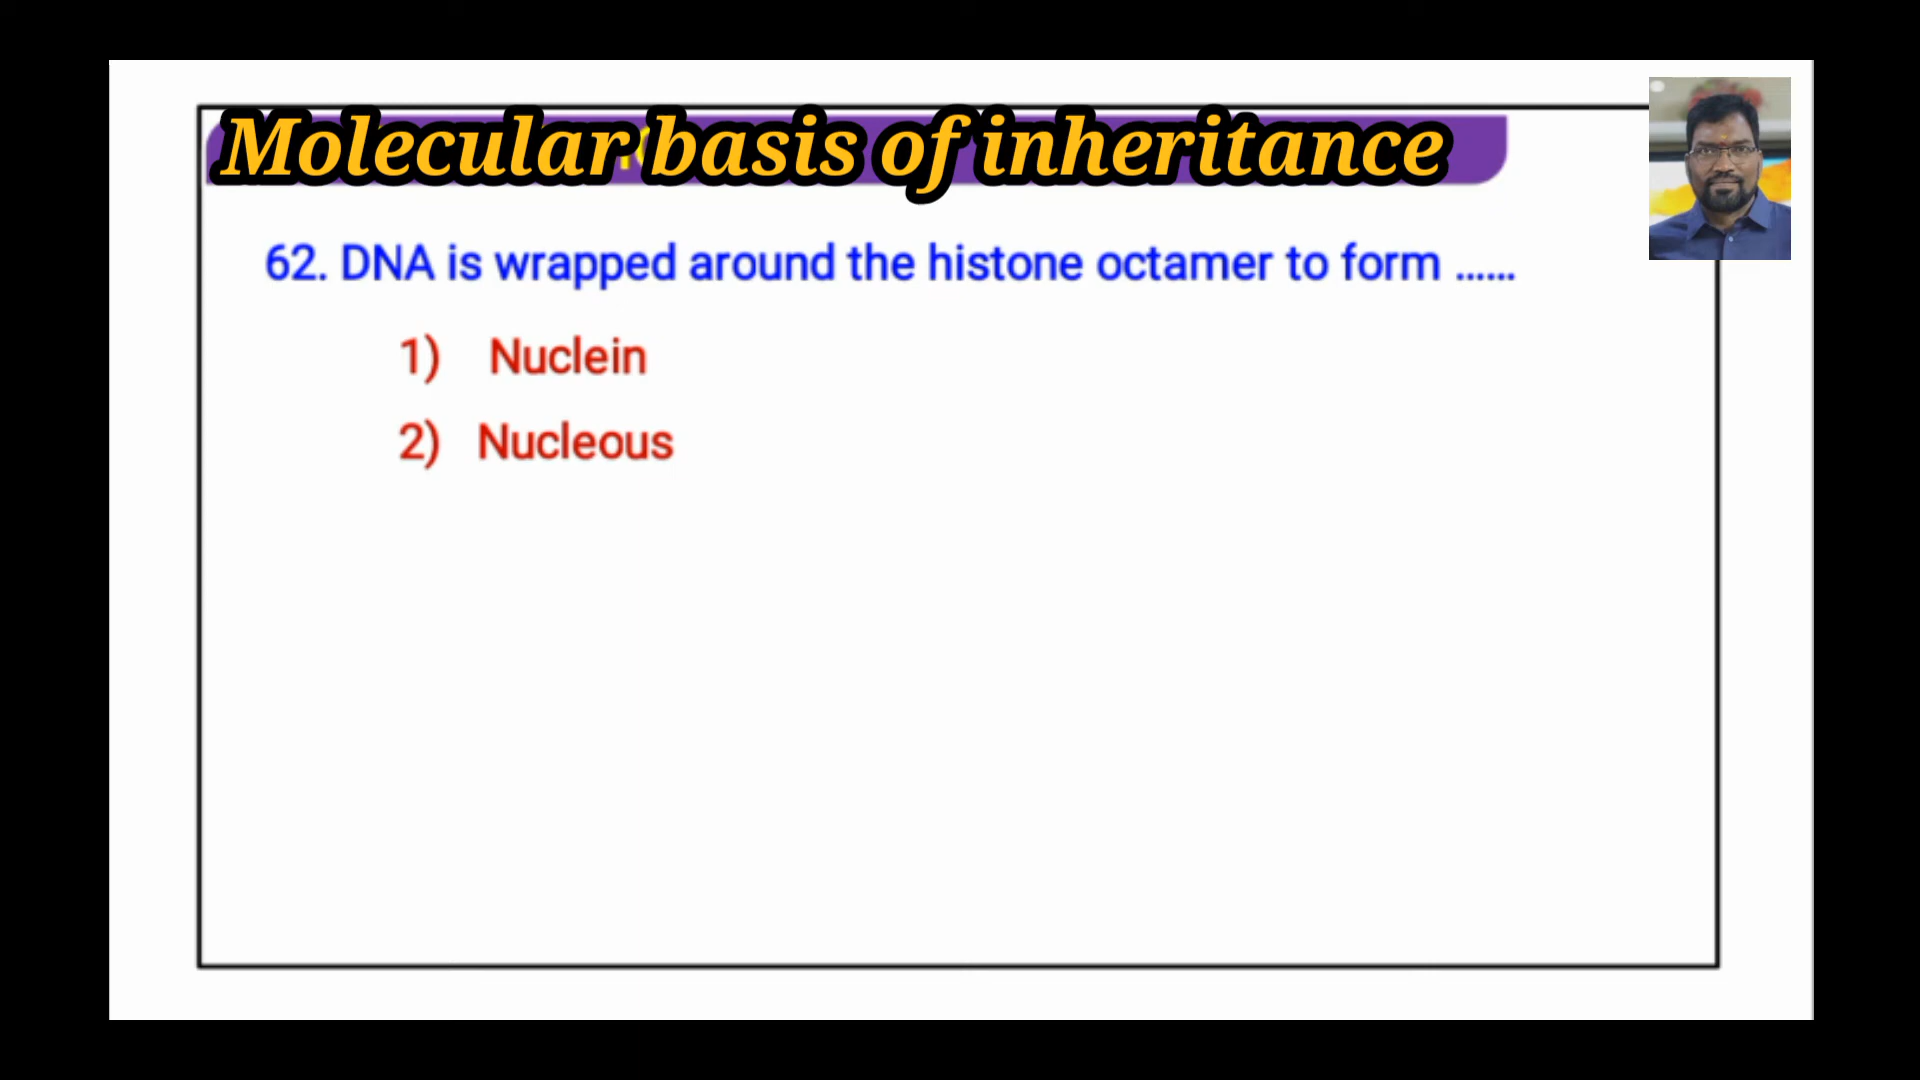 Molecular basis of inheritance
62. DNA is wrapped around the histone octamer to form ......
1) Nuclein
2) Nucleous